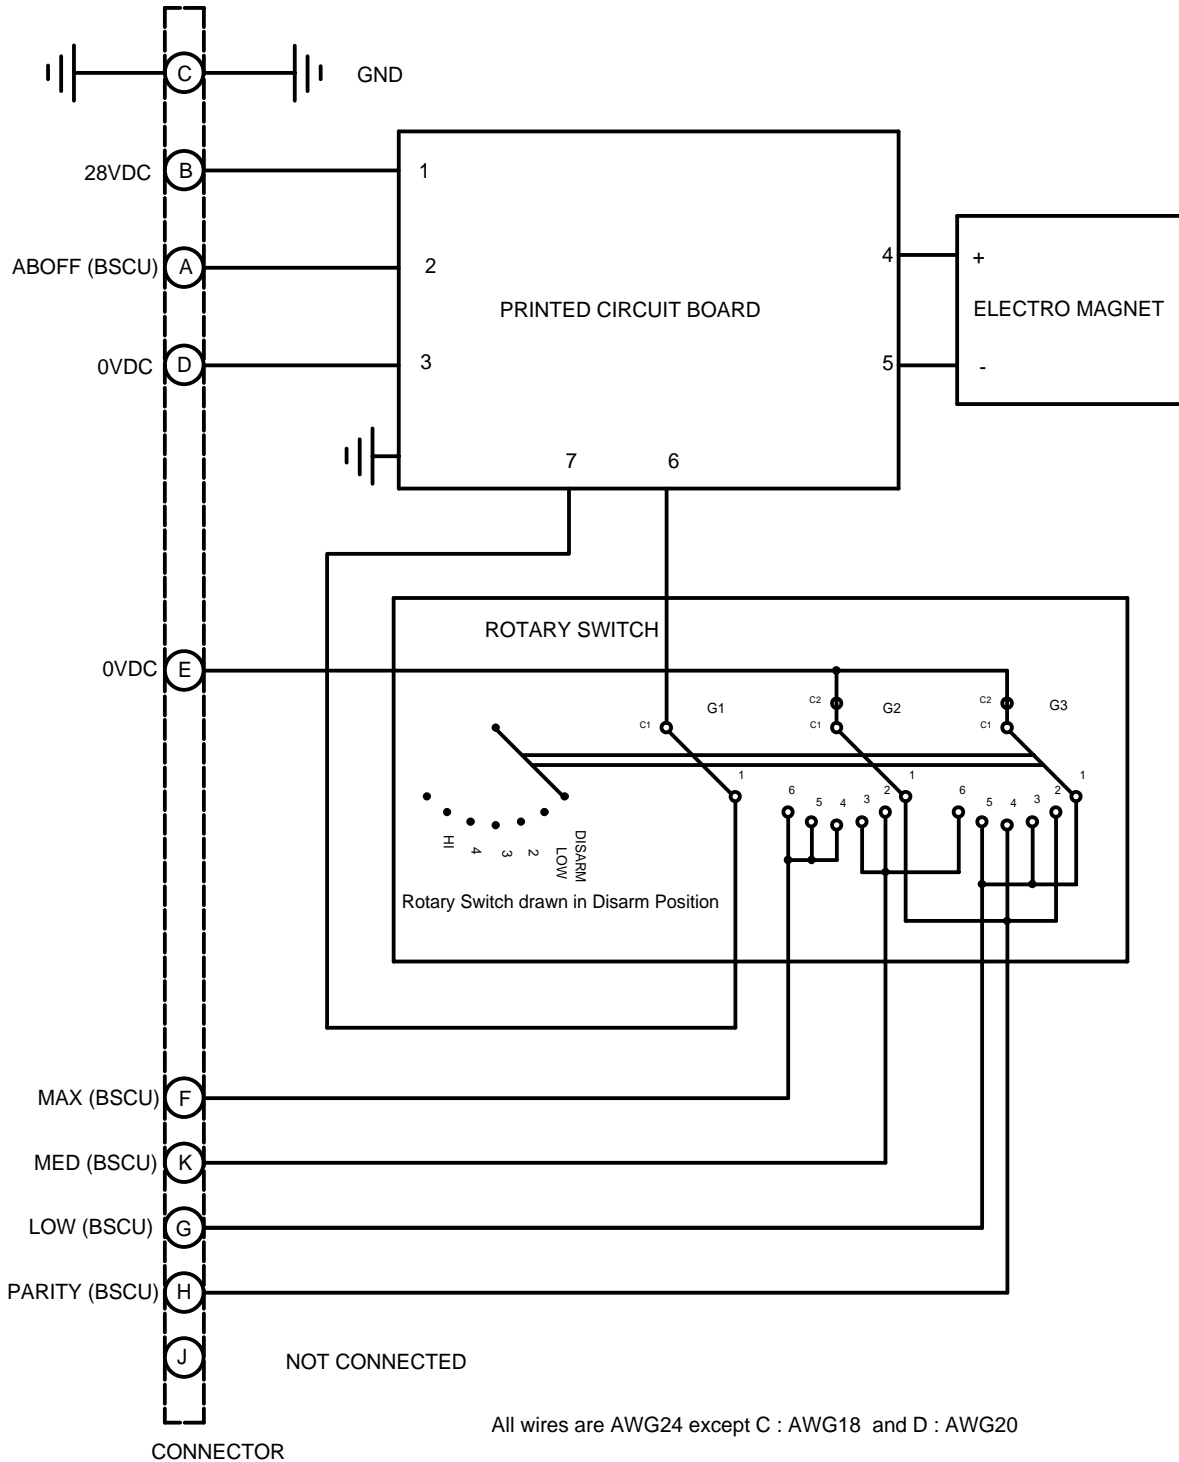 C
GND
28VDC
B
1
ABOFF (BSCU)
A
2
4
+
PRINTED CIRCUIT BOARD
ELECTRO MAGNET
0VDC
D
3
5
-
7
6
ROTARY SWITCH
0VDC
E
C2
C2
C1
G1
C1
G2
C1
G3
1
6
5
4
3
2
1
6
5
4
3
2
1
HI
4
3
2
LOW
DISARM
Rotary Switch drawn in Disarm Position
MAX (BSCU)
F
MED (BSCU)
K
LOW (BSCU)
G
PARITY (BSCU)
H
J
NOT CONNECTED
All wires are AWG24 except C : AWG18 and D : AWG20
CONNECTOR